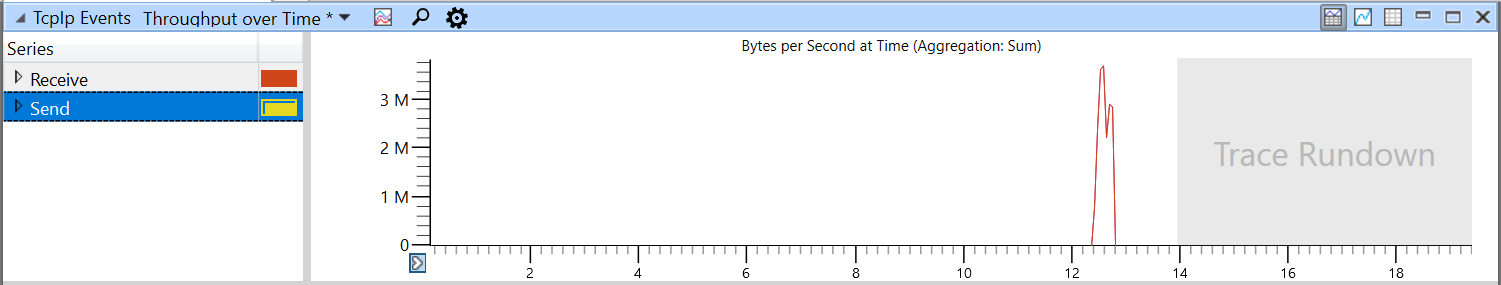 TcpIp Events Throughput over Time *
Series
Receive
Send
Bytes per Second at Time (Aggregation: Sum)
3 M
2 M
1 M
0
Trace Rundown
2 4 6 8 10 12 14 16 18